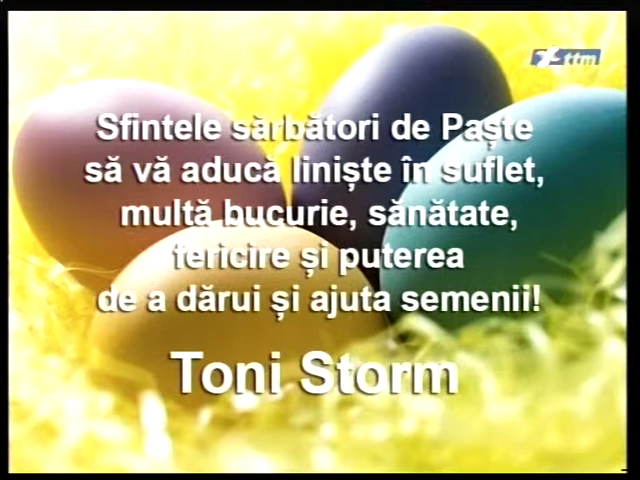 ttm
Sfintele sărbători de Paște
să vă aducă liniște în suflet,
multă bucurie, sănătate,
fericire și puterea
de a dărui și ajuta semenii!
Toni Storm